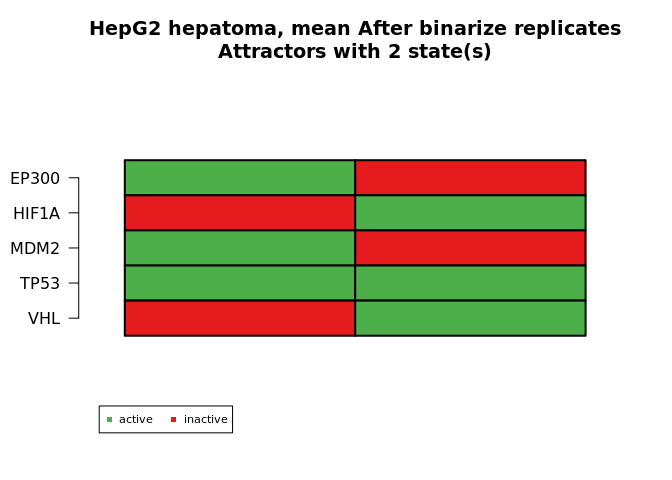 HepG2 hepatoma, mean After binarize replicates
Attractors with 2 state(s)
EP300
HIF1A
MDM2
TP53
VHL
active inactive